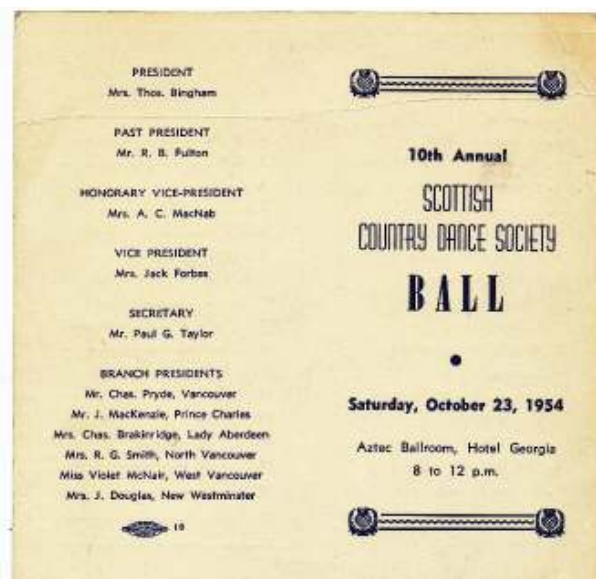 PRESIDENT
Mrs. Thos. Bingham
PAST PRESIDENT
Mr. R. B. Fulton
HONORARY VICE-PRESIDENT
Mrs. A. C. MacNab
VICE PRESIDENT
Mrs. Jack Forbes
SECRETARY
Mr. Paul G. Taylor
BRANCH PRESIDENTS
Mr. Chas. Pryde, Vancouver
Mr. J. MacKenzie, Prince Charles
Mrs. Chas. Brakinridge, Lady Aberdeen
Mrs. R. G. Smith, North Vancouver
Miss Violet McNair, West Vancouver
Mrs. J. Douglas, New Westminster
10th Annual
SCOTTISH
COUNTRY DANCE SOCIETY
BALL
Saturday, October 23, 1954
Aztec Ballroom, Hotel Georgia
8 to 12 p.m.